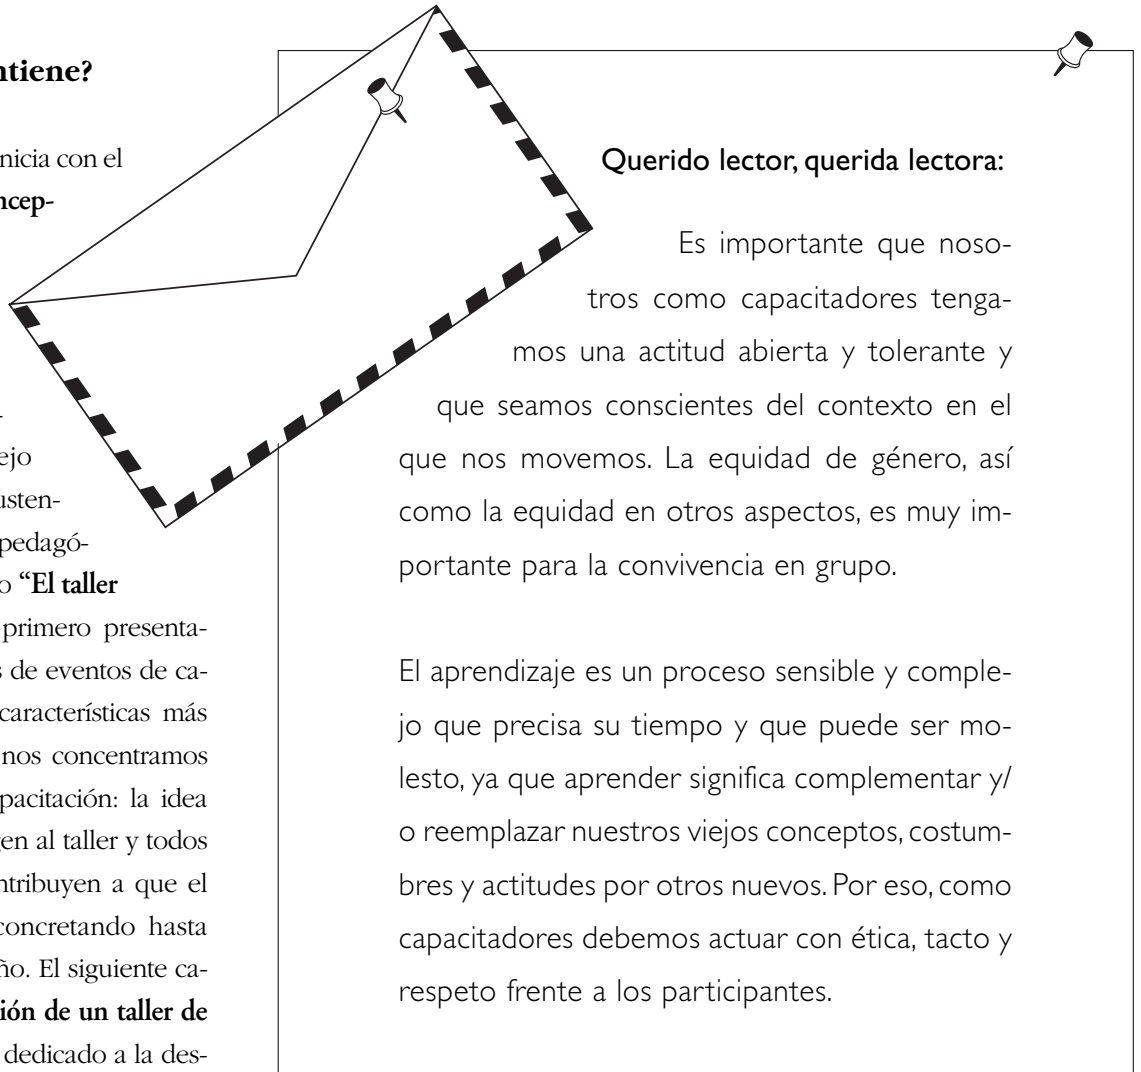 ntiene?
nicia con el
ncep-
-
ejo
usten-
pedagó-
o “El taller
primero presenta-
s de eventos de ca-
características más
nos concentramos
pacitación: la idea
gen al taller y todos
ntribuyen a que el
concretando hasta
ño. El siguiente ca-
ión de un taller de
dedicado a la des-
Querido lector, querida lectora:
Es importante que noso-
tros como capacitadores tenga-
mos una actitud abierta y tolerante y
que seamos conscientes del contexto en el
que nos movemos. La equidad de género, así
como la equidad en otros aspectos, es muy im-
portante para la convivencia en grupo.
El aprendizaje es un proceso sensible y comple-
jo que precisa su tiempo y que puede ser mo-
lesto, ya que aprender significa complementar y/
o reemplazar nuestros viejos conceptos, costum-
bres y actitudes por otros nuevos. Por eso, como
capacitadores debemos actuar con ética, tacto y
respeto frente a los participantes.